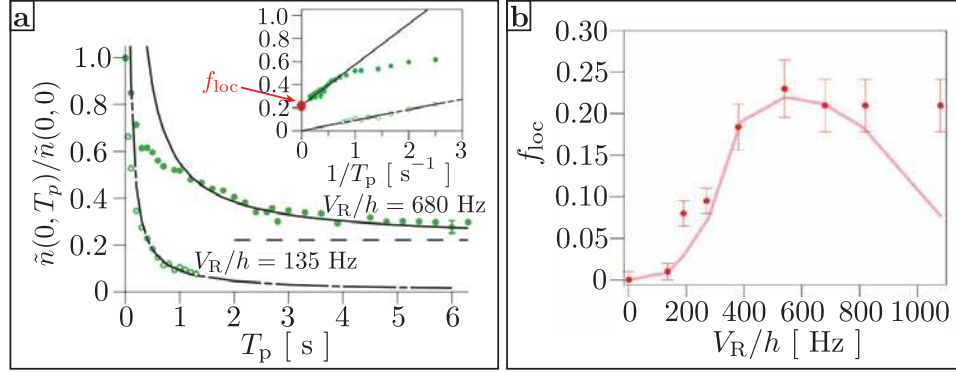 a
ñ(0, T_p)/ñ(0, 0)
1.0
0.8
0.6
0.4
0.2
0
0 1 2 3 4 5 6
T_p [ s ]
f_loc
1.0
0.8
0.6
0.4
0.2
0
0 1 2 3
1/T_p [ s⁻¹ ]
V_R/h = 680 Hz
V_R/h = 135 Hz
b
f_loc
0.30
0.25
0.20
0.15
0.10
0.05
0
0 200 400 600 800 1000
V_R/h [ Hz ]